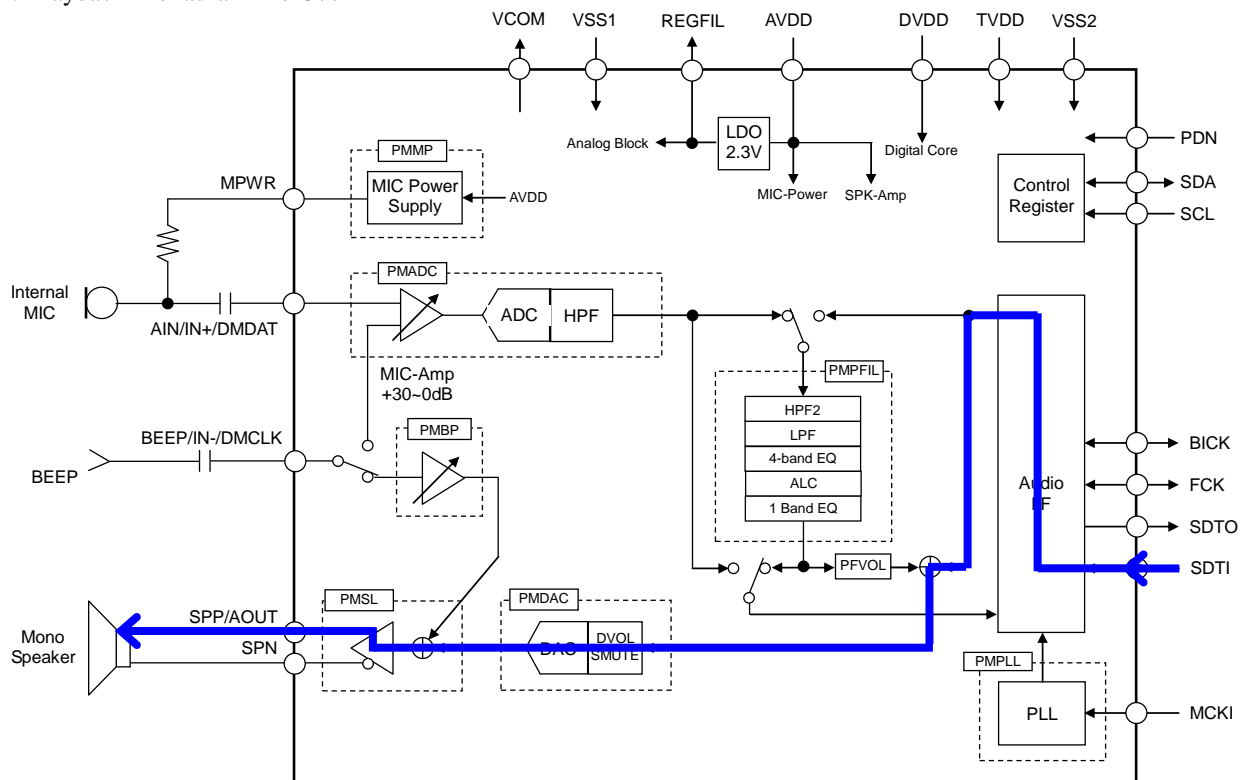 VCOM VSS1 REGFIL AVDD DVDD TVDD VSS2
Analog Block
LDO
2.3V
Digital Core
MIC-Power
SPK-Amp
PDN
SDA
SCL
Control
Register
PMMP
MPWR
MIC Power
Supply
AVDD
Internal
MIC
AIN/IN+/DMDAT
PMADC
ADC
HPF
MIC-Amp
+30~0dB
PMPFIL
HPF2
LPF
4-band EQ
ALC
1 Band EQ
BEEP/IN-/DMCLK
BEEP
PMBP
Audio
I/F
BICK
FCK
SDTO
SDTI
PFVOL
PMSL
PMDAC
SPP/AOUT
SPN
Mono
Speaker
DAC
DVOL
SMUTE
PMPLL
PLL
MCKI